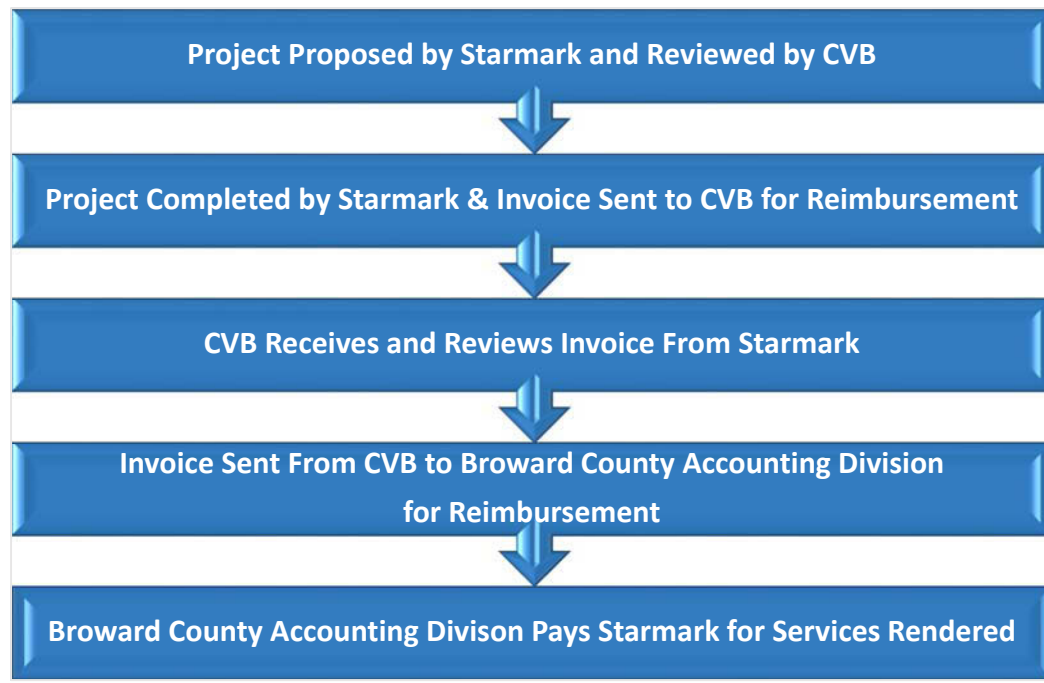 Project Proposed by Starmark and Reviewed by CVB
Project Completed by Starmark & Invoice Sent to CVB for Reimbursement
CVB Receives and Reviews Invoice From Starmark
Invoice Sent From CVB to Broward County Accounting Division
for Reimbursement
Broward County Accounting Divison Pays Starmark for Services Rendered